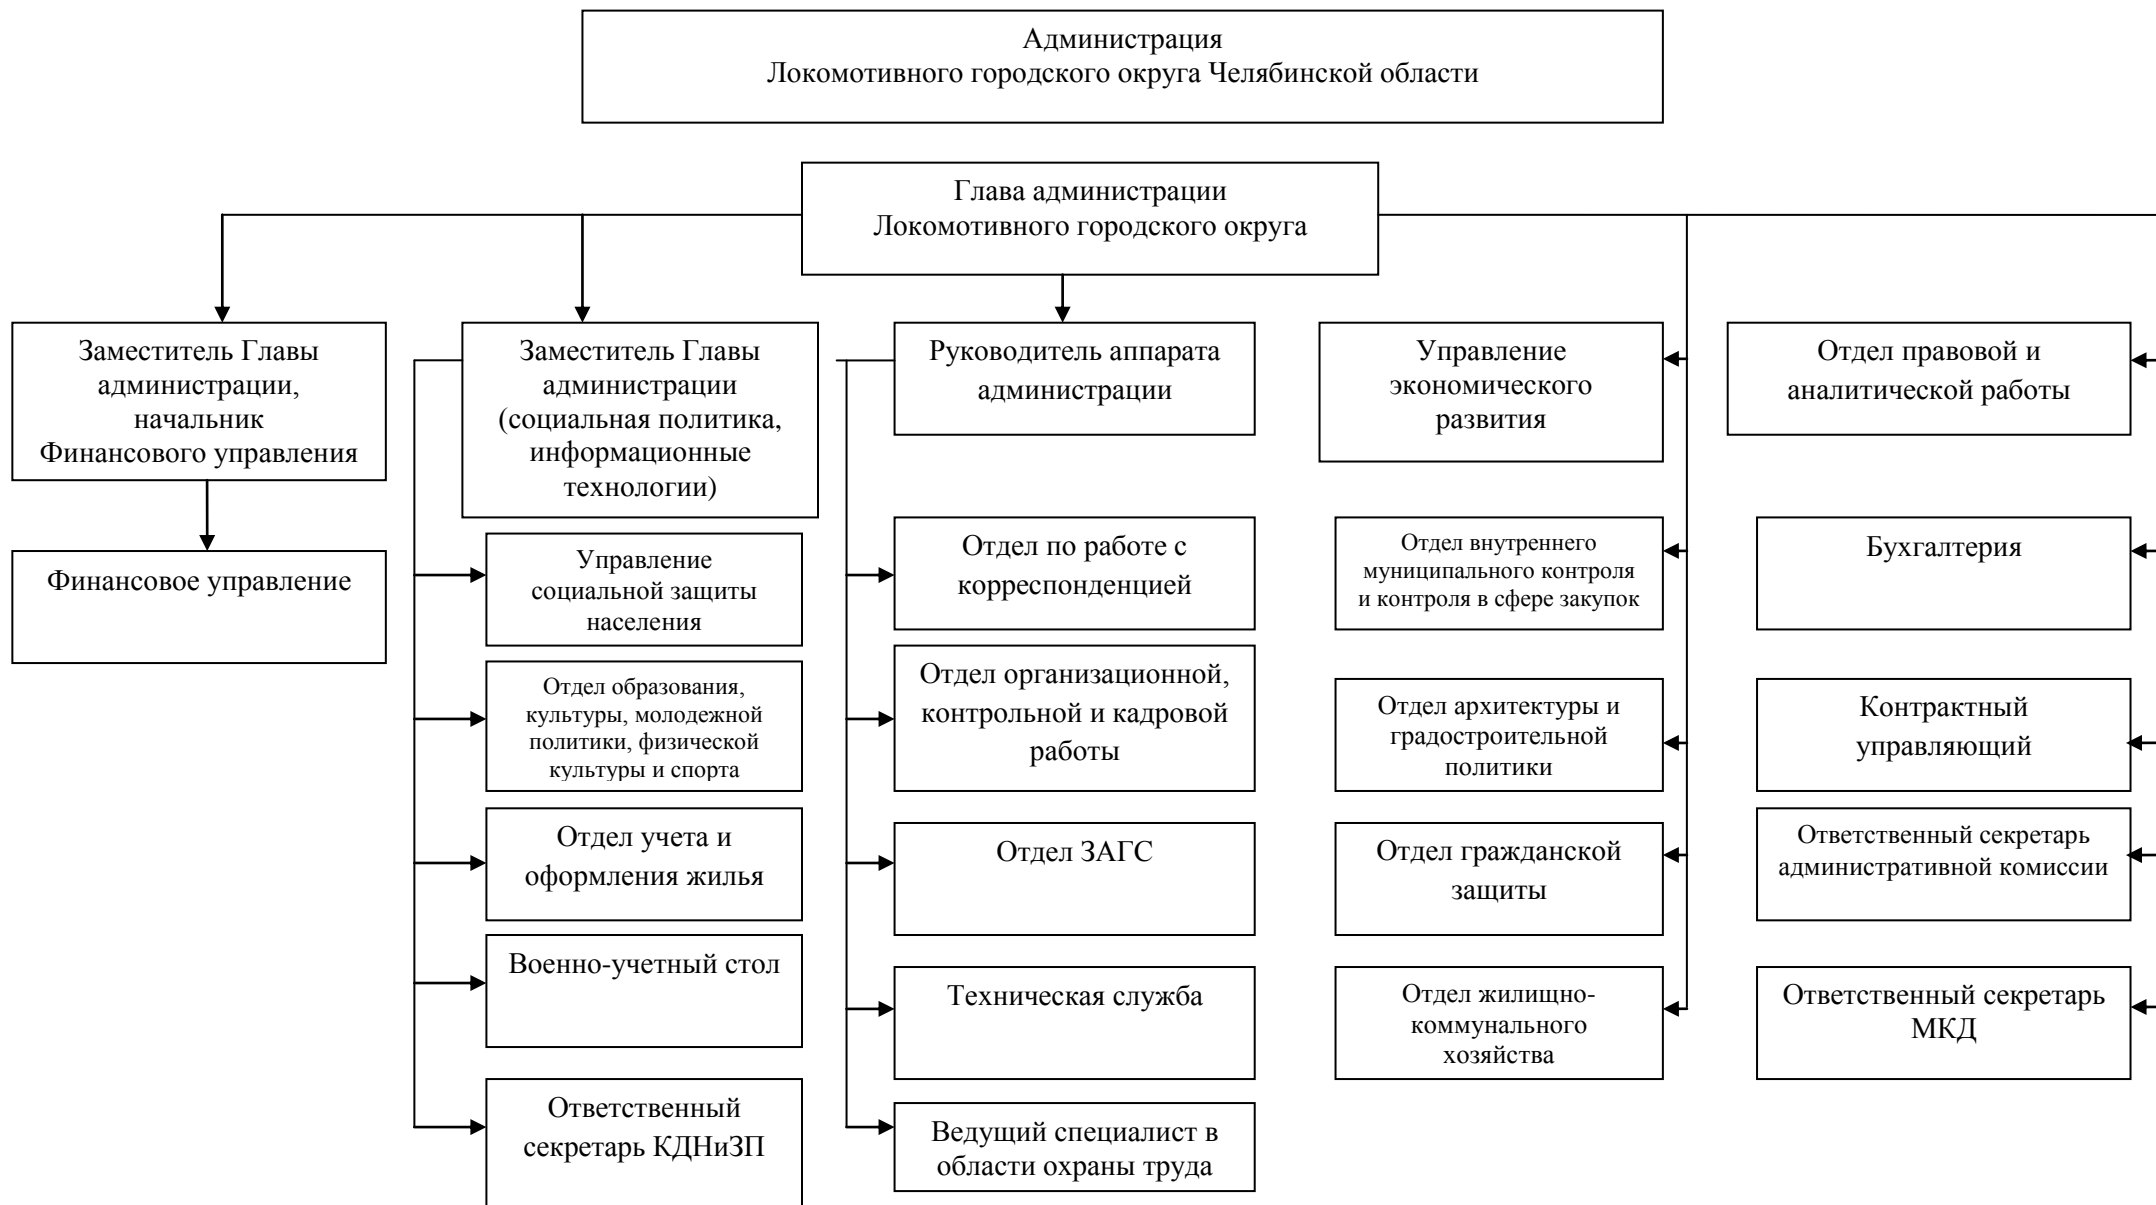 Администрация
Локомотивного городского округа Челябинской области
Глава администрации
Локомотивного городского округа
Заместитель Главы
администрации,
начальник
Финансового управления
Заместитель Главы
администрации
(социальная политика,
информационные
технологии)
Руководитель аппарата
администрации
Управление
экономического
развития
Отдел правовой и
аналитической работы
Финансовое управление
Управление
социальной защиты
населения
Отдел по работе с
корреспонденцией
Отдел внутреннего
муниципального контроля
и контроля в сфере закупок
Бухгалтерия
Отдел образования,
культуры, молодежной
политики, физической
культуры и спорта
Отдел организационной,
контрольной и кадровой
работы
Отдел архитектуры и
градостроительной
политики
Контрактный
управляющий
Отдел учета и
оформления жилья
Отдел ЗАГС
Отдел гражданской
защиты
Ответственный секретарь
административной комиссии
Военно-учетный стол
Техническая служба
Отдел жилищно-
коммунального
хозяйства
Ответственный секретарь
МКД
Ответственный
секретарь КДНиЗП
Ведущий специалист в
области охраны труда